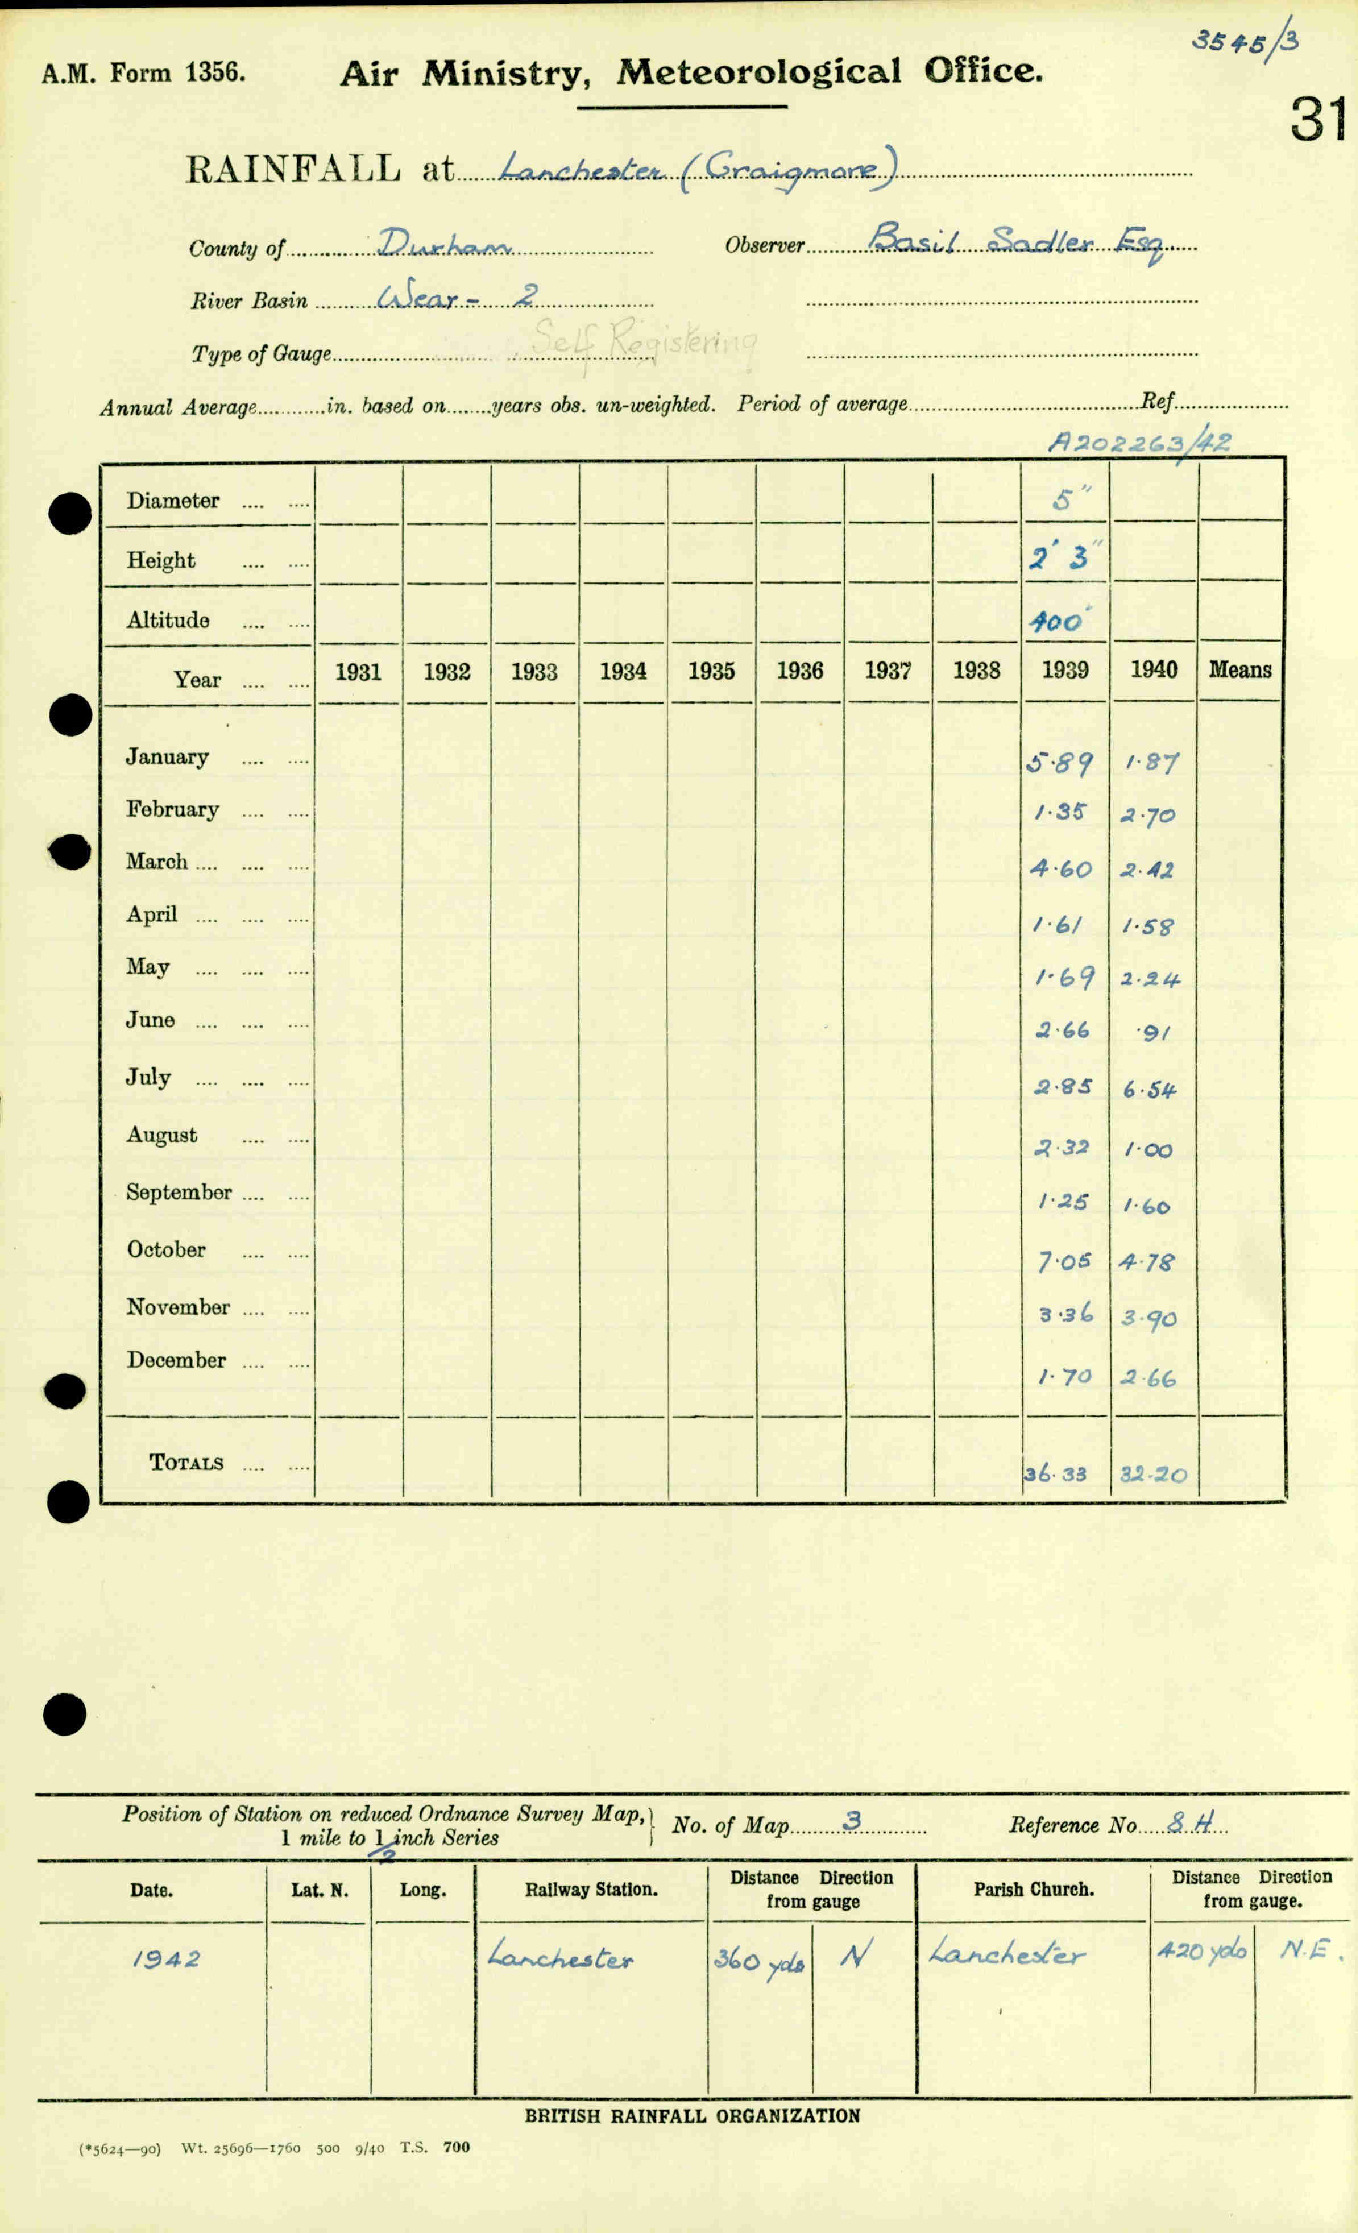 3545/3
A.M. Form 1356. Air Ministry, Meteorological Office.
31
RAINFALL at Lanchester (Craigmore)
County of Durham Observer Basil Sadler Esq.
River Basin Wear - 2
Type of Gauge Self Registering
Annual Average in. based on years obs. un-weighted. Period of average Ref.
A202263/42
Diameter 5"
Height 2' 3"
Altitude 400'
Year 1931 1932 1933 1934 1935 1936 1937 1938 1939 1940 Means
January 5.89 1.87
February 1.35 2.70
March 4.60 2.42
April 1.61 1.58
May 1.69 2.24
June 2.66 .91
July 2.85 6.54
August 2.32 1.00
September 1.25 1.60
October 7.05 4.78
November 3.36 3.90
December 1.70 2.66
TOTALS 36.33 32.20
Position of Station on reduced Ordnance Survey Map, No. of Map 3 Reference No. 8.H
1 mile to 1 inch Series
1/2
Date. Lat. N. Long. Railway Station. Distance Direction from gauge Parish Church. Distance Direction from gauge.
1942 Lanchester 360 yds N Lanchester 420 yds N.E.
BRITISH RAINFALL ORGANIZATION
(*5624—90) Wt. 25696—1760 500 9/40 T.S. 700